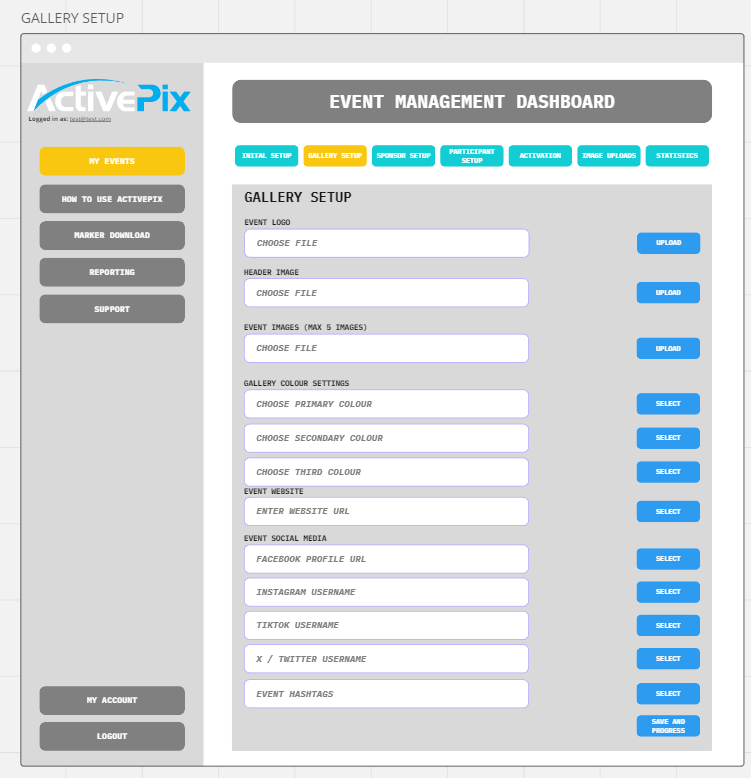 GALLERY SETUP
ActivePix
Logged in as: test@test.com
MY EVENTS
HOW TO USE ACTIVEPIX
MARKER DOWNLOAD
REPORTING
SUPPORT
MY ACCOUNT
LOGOUT
EVENT MANAGEMENT DASHBOARD
INITAL SETUP
GALLERY SETUP
SPONSOR SETUP
PARTICIPANT
SETUP
ACTIVATION
IMAGE UPLOADS
STATISTICS
GALLERY SETUP
EVENT LOGO
CHOOSE FILE
UPLOAD
HEADER IMAGE
CHOOSE FILE
UPLOAD
EVENT IMAGES (MAX 5 IMAGES)
CHOOSE FILE
UPLOAD
GALLERY COLOUR SETTINGS
CHOOSE PRIMARY COLOUR
SELECT
CHOOSE SECONDARY COLOUR
SELECT
CHOOSE THIRD COLOUR
SELECT
EVENT WEBSITE
ENTER WEBSITE URL
SELECT
EVENT SOCIAL MEDIA
FACEBOOK PROFILE URL
SELECT
INSTAGRAM USERNAME
SELECT
TIKTOK USERNAME
SELECT
X / TWITTER USERNAME
SELECT
EVENT HASHTAGS
SELECT
SAVE AND
PROGRESS